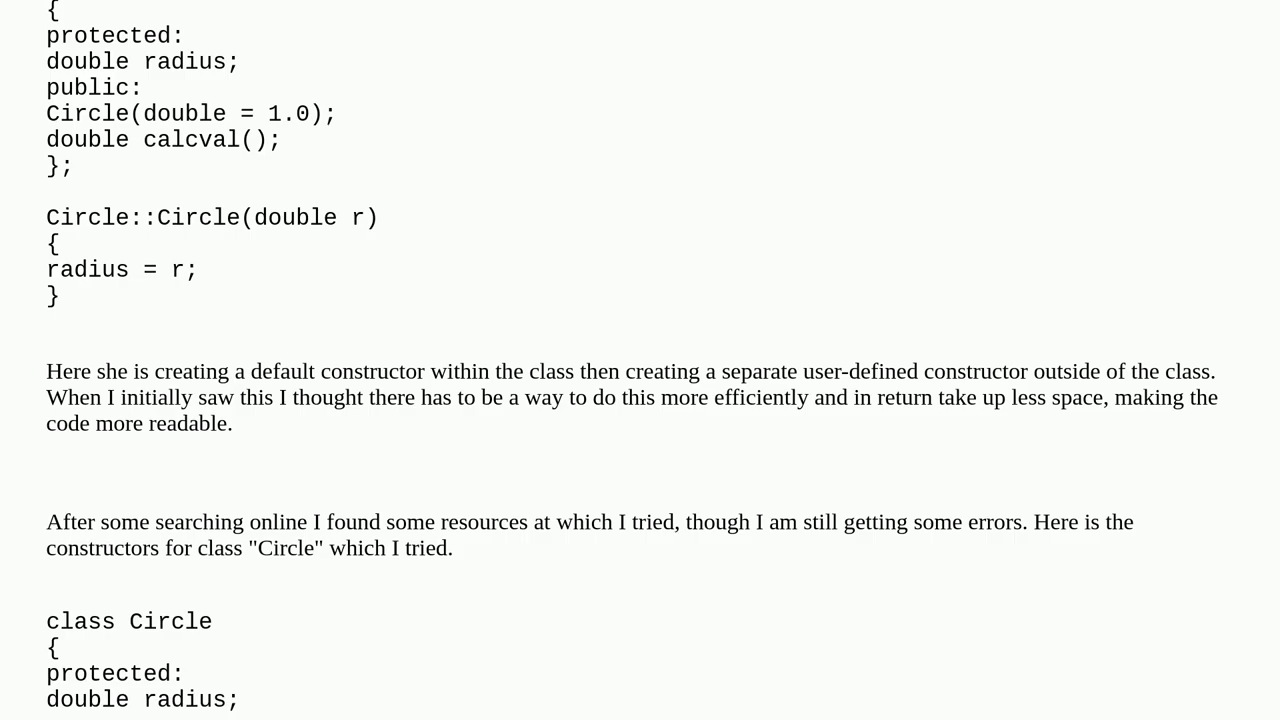 {
protected:
double radius;
public:
Circle(double = 1.0);
double calcval();
};
Circle::Circle(double r)
{
radius = r;
}
Here she is creating a default constructor within the class then creating a separate user-defined constructor outside of the class.
When I initially saw this I thought there has to be a way to do this more efficiently and in return take up less space, making the
code more readable.
After some searching online I found some resources at which I tried, though I am still getting some errors. Here is the
constructors for class "Circle" which I tried.
class Circle
{
protected:
double radius;